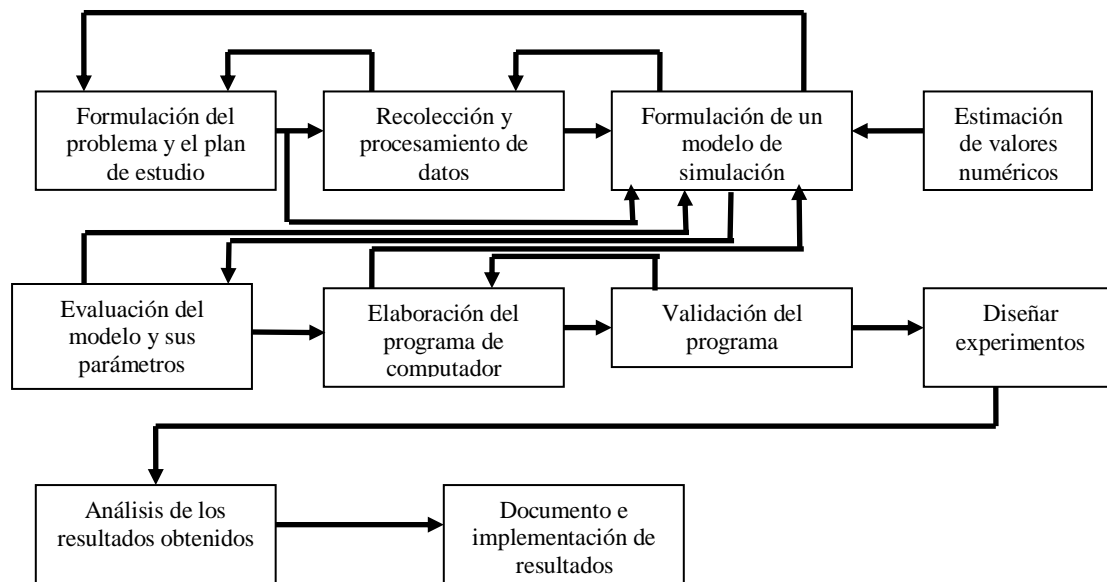 Formulación del
problema y el plan
de estudio
Recolección y
procesamiento de
datos
Formulación de un
modelo de
simulación
Estimación
de valores
numéricos
Evaluación del
modelo y sus
parámetros
Elaboración del
programa de
computador
Validación del
programa
Diseñar
experimentos
Análisis de los
resultados obtenidos
Documento e
implementación de
resultados